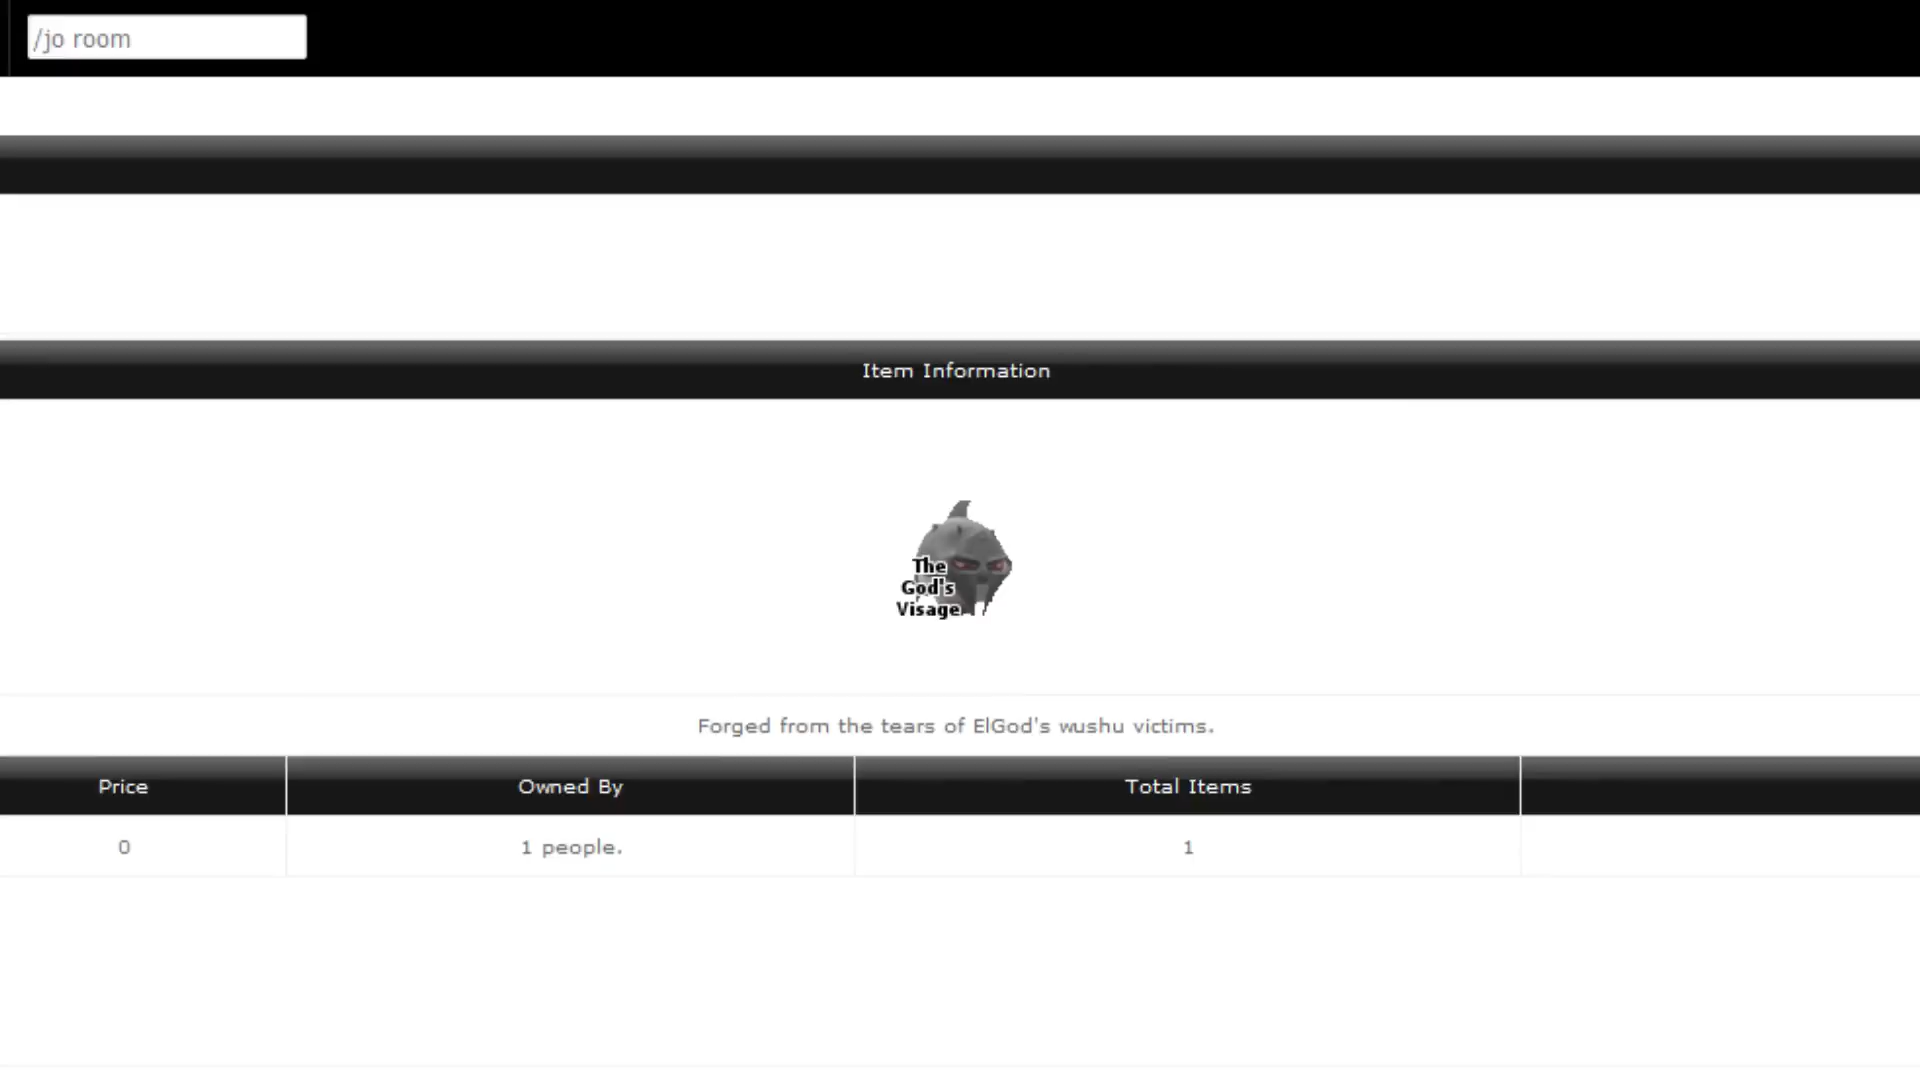 /jo room
Item Information
The
God's
Visage
Forged from the tears of ElGod's wushu victims.
Price Owned By Total Items
0 1 people. 1